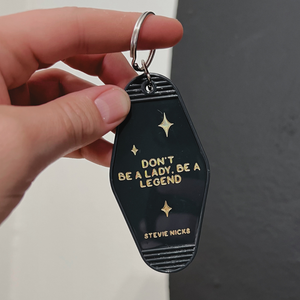 DON'T
BE A LADY. BE A
LEGEND
STEVIE NICKS